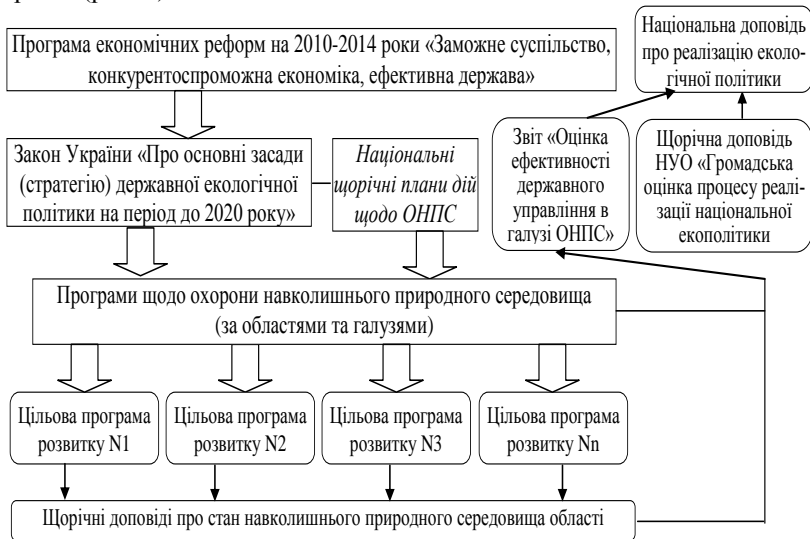 Програма економічних реформ на 2010-2014 роки «Заможне суспільство,
конкурентоспроможна економіка, ефективна держава»
Національна доповідь
про реалізацію еколо-
гічної політики
Закон України «Про основні засади
(стратегію) державної екологічної
політики на період до 2020 року»
Національні
щорічні плани дій
щодо ОНПС
Звіт «Оцінка
ефективності
державного
управління в
галузі ОНПС»
Щорічна доповідь
НУО «Громадська
оцінка процесу реалі-
зації національної
екополітики
Програми щодо охорони навколишнього природного середовища
(за областями та галузями)
Цільова програма
розвитку N1
Цільова програма
розвитку N2
Цільова програма
розвитку N3
Цільова програма
розвитку Nn
Щорічні доповіді про стан навколишнього природного середовища області